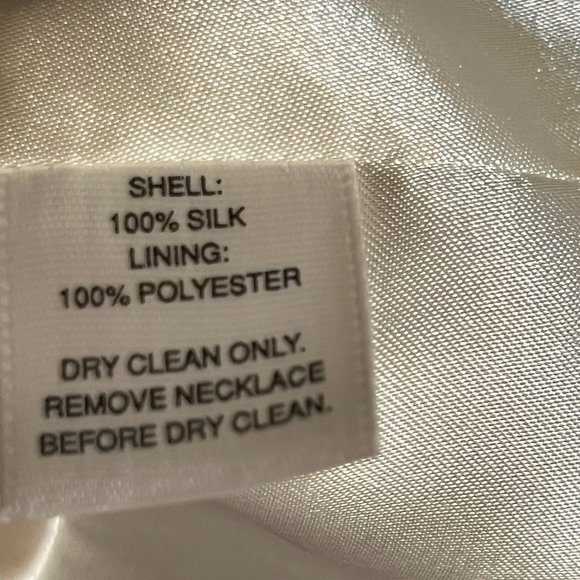 SHELL:
100% SILK
LINING:
100% POLYESTER
DRY CLEAN ONLY.
REMOVE NECKLACE
BEFORE DRY CLEAN.